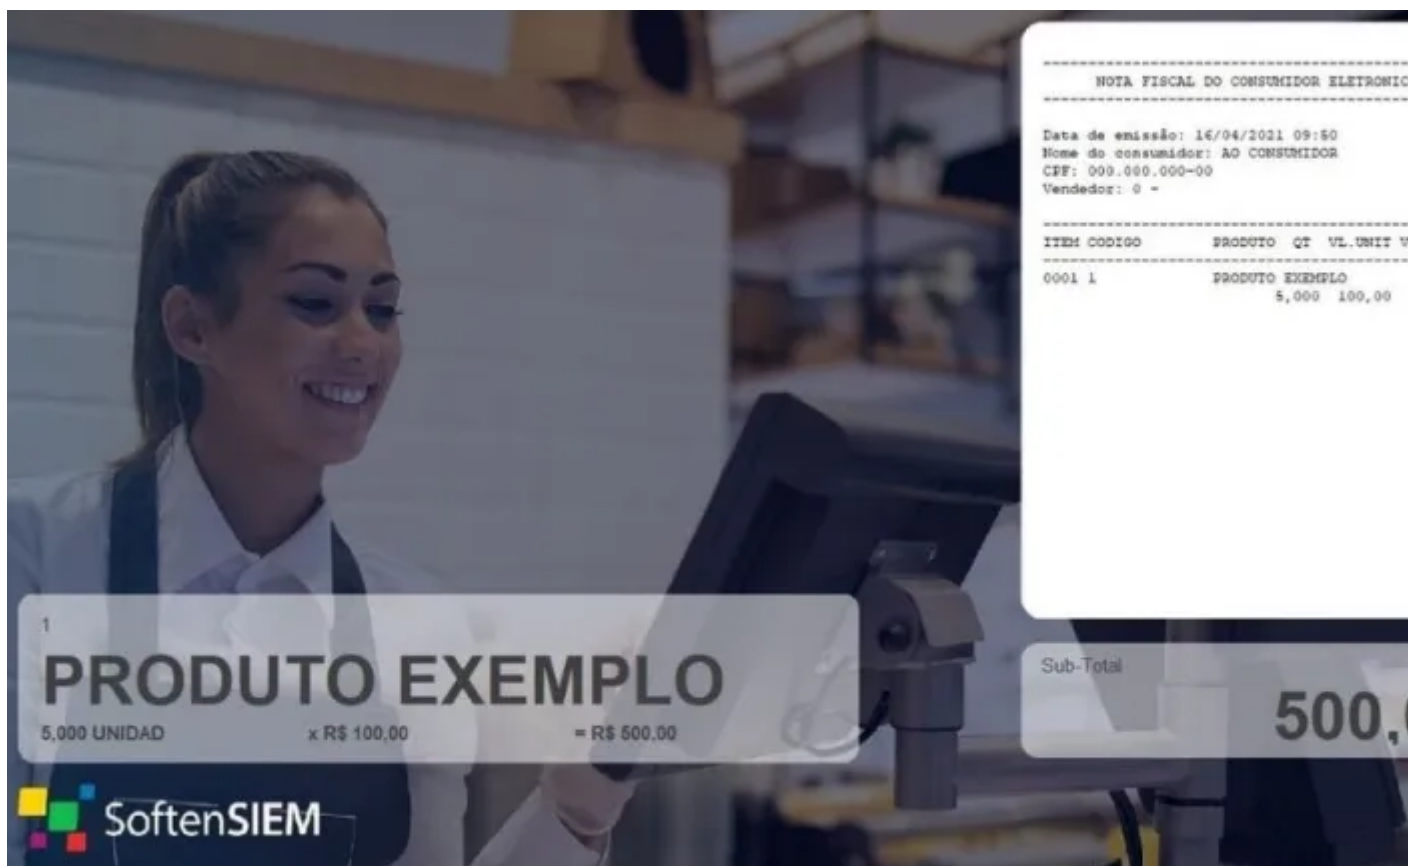 NOTA FISCAL DO CONSUMIDOR ELETRONIC
Data de emissão: 16/04/2021 09:50
Nome do consumidor: AO CONSUMIDOR
CPF: 000.000.000-00
Vendedor: 0 -
ITEM CODIGO PRODUTO QT VL.UNIT V
0001 1 PRODUTO EXEMPLO
5,000 100,00
1
PRODUTO EXEMPLO
5,000 UNIDAD x R$ 100,00 = R$ 500,00
Sub-Total
500,0
SoftenSIEM